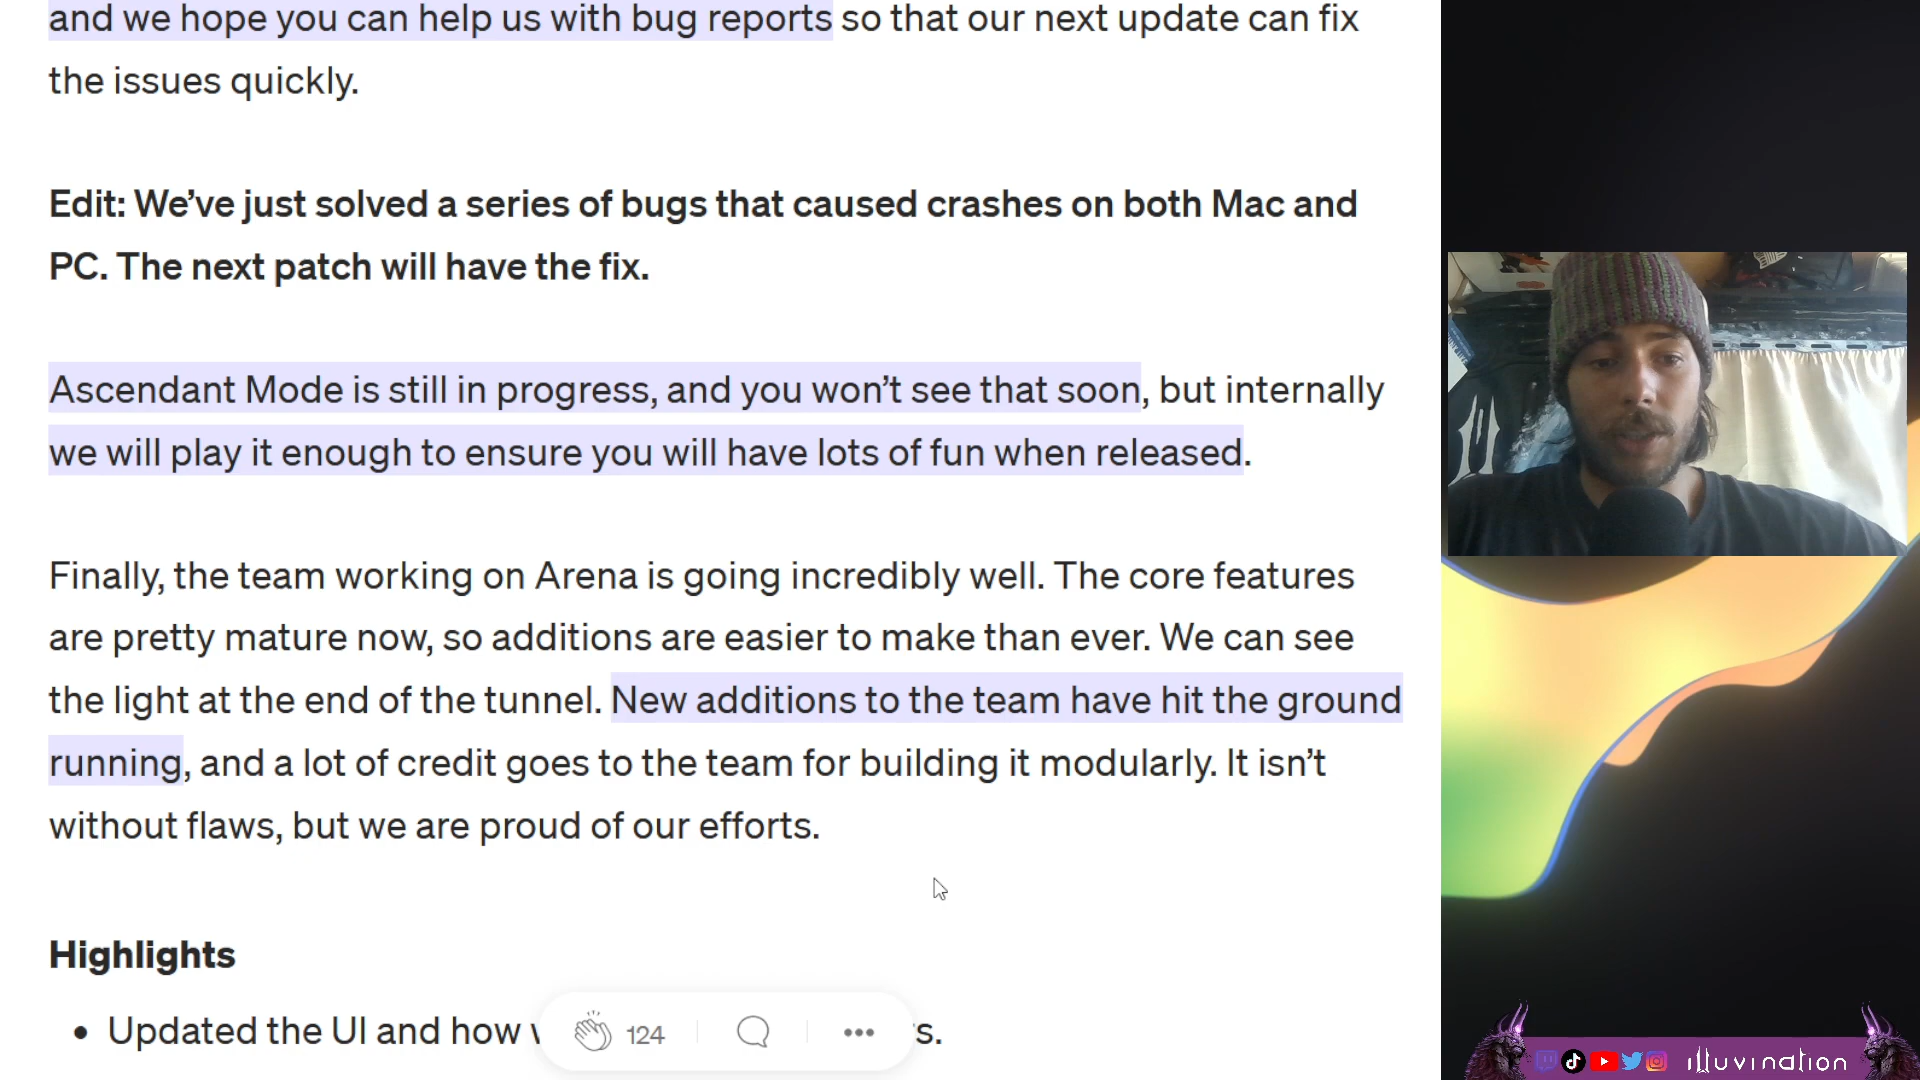 and we hope you can help us with bug reports so that our next update can fix
the issues quickly.
Edit: We’ve just solved a series of bugs that caused crashes on both Mac and
PC. The next patch will have the fix.
Ascendant Mode is still in progress, and you won’t see that soon, but internally
we will play it enough to ensure you will have lots of fun when released.
Finally, the team working on Arena is going incredibly well. The core features
are pretty mature now, so additions are easier to make than ever. We can see
the light at the end of the tunnel. New additions to the team have hit the ground
running, and a lot of credit goes to the team for building it modularly. It isn’t
without flaws, but we are proud of our efforts.
Highlights
• Updated the UI and how
124
s.
illuvination